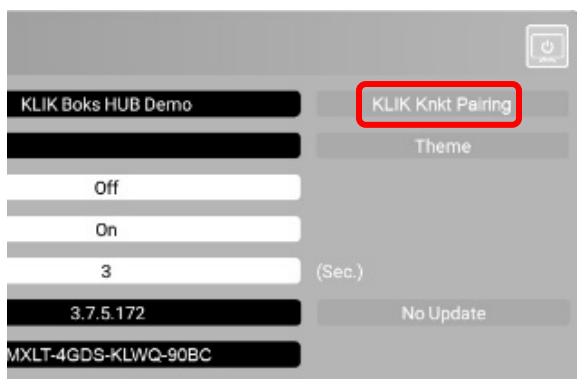 KLIK Boks HUB Demo KLIK Knkt Pairing
Theme
Off
On
3 (Sec.)
3.7.5.172 No Update
MXLT-4GDS-KLWQ-90BC